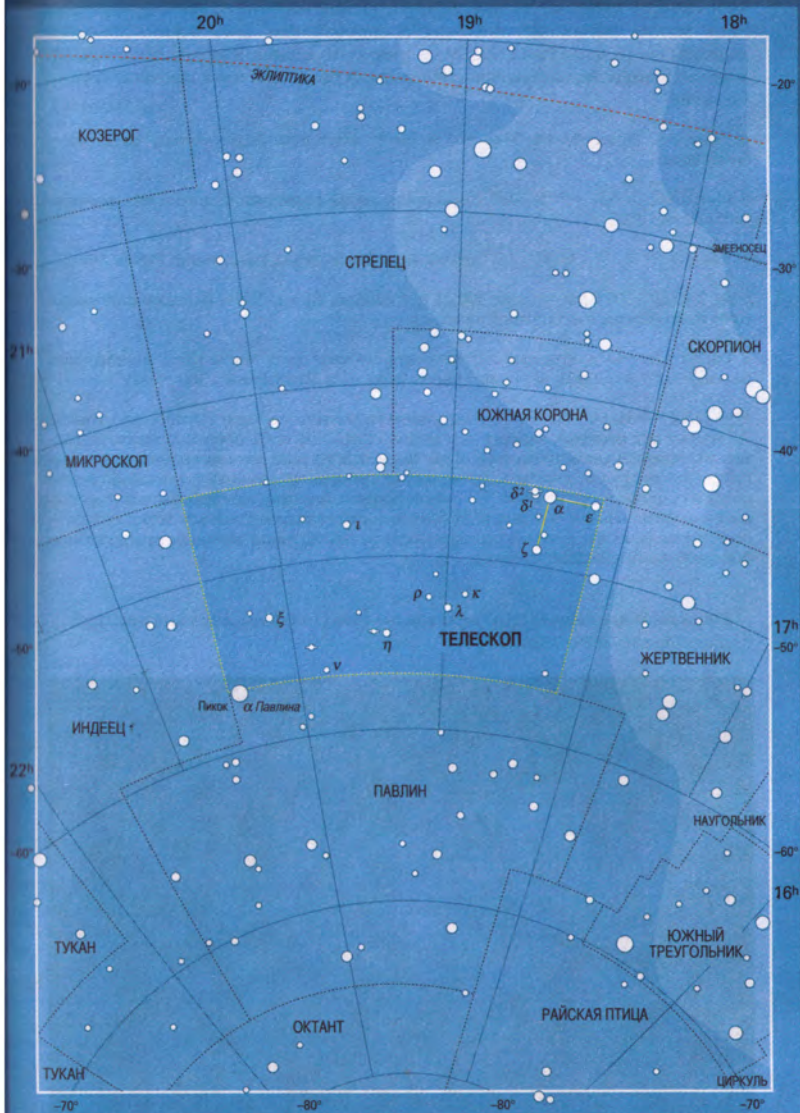 20h
19h
18h
-20°
-20°
ЭКЛИПТИКА
КОЗЕРОГ
ЗМЕЕНОСЕЦ
СТРЕЛЕЦ
-30°
-30°
21h
СКОРПИОН
ЮЖНАЯ КОРОНА
-40°
-40°
МИКРОСКОП
δ²
δ¹
α
ε
ι
ζ
ρ
κ
λ
ξ
η
ТЕЛЕСКОП
17h
-50°
-50°
ν
ЖЕРТВЕННИК
Пикок
α Павлина
ИНДЕЕЦ
22h
ПАВЛИН
НАУГОЛЬНИК
-60°
-60°
16h
ТУКАН
ЮЖНЫЙ
ТРЕУГОЛЬНИК
РАЙСКАЯ ПТИЦА
ОКТАНТ
ТУКАН
ЦИРКУЛЬ
-70°
-80°
-80°
-70°